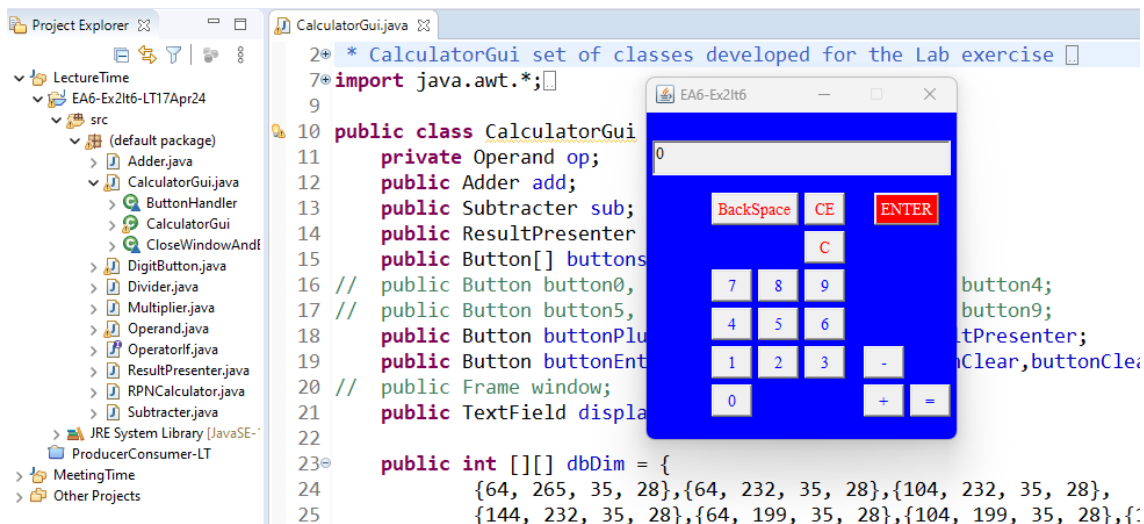 Project Explorer
LectureTime
EA6-Ex2It6-LT17Apr24
src
(default package)
Adder.java
CalculatorGui.java
ButtonHandler
CalculatorGui
CloseWindowAndE
DigitButton.java
Divider.java
Multiplier.java
Operand.java
OperatorIf.java
ResultPresenter.java
RPNCalculator.java
Subtracter.java
JRE System Library [JavaSE-
ProducerConsumer-LT
MeetingTime
Other Projects
CalculatorGui.java
2 * CalculatorGui set of classes developed for the Lab exercise
7 import java.awt.*;
9
10 public class CalculatorGui
11 private Operand op;
12 public Adder add;
13 public Subtracter sub;
14 public ResultPresenter
15 public Button[] buttons
16 // public Button button0, button4;
17 // public Button button5, button9;
18 public Button buttonPlu ltPresenter;
19 public Button buttonEnt nClear,buttonClea
20 // public Frame window;
21 public TextField displa
22
23 public int [][] dbDim = {
24 {64, 265, 35, 28},{64, 232, 35, 28},{104, 232, 35, 28},
25 {144, 232, 35, 28},{64, 199, 35, 28},{104, 199, 35, 28},{1
EA6-Ex2It6
0
BackSpace CE ENTER
C
7 8 9
4 5 6
1 2 3 -
0 + =